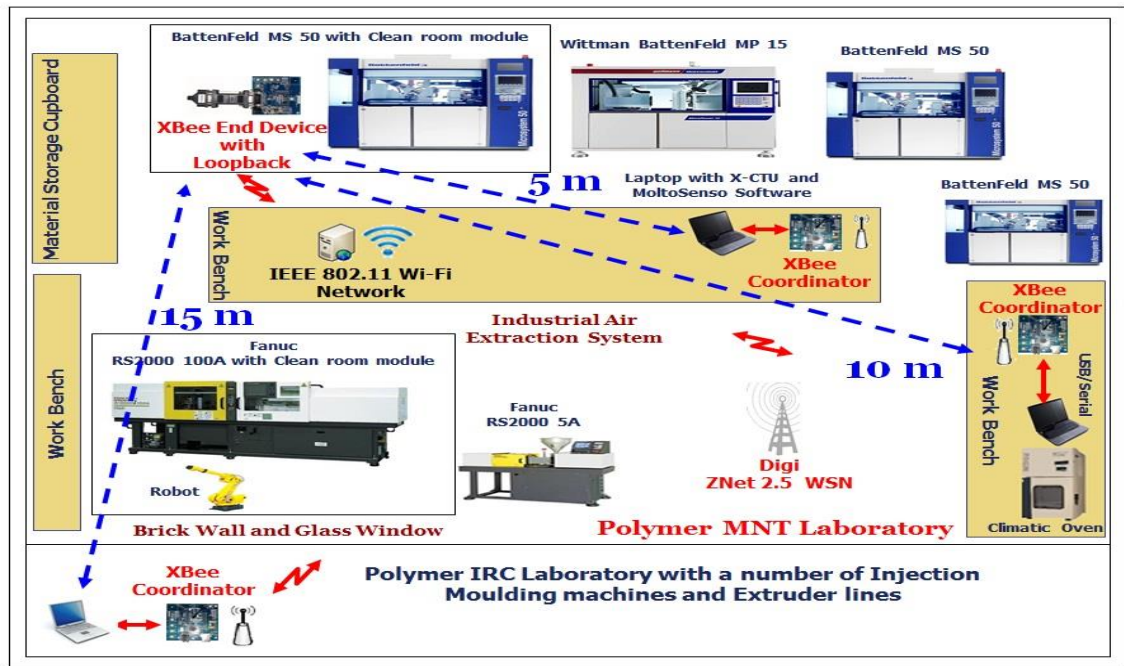 BattenFeld MS 50 with Clean room module
Wittman BattenFeld MP 15
BattenFeld MS 50
Material Storage Cupboard
XBee End Device
with
Loopback
5 m
Laptop with X-CTU and
MoltoSenso Software
BattenFeld MS 50
Work Bench
IEEE 802.11 Wi-Fi
Network
XBee
Coordinator
XBee
Coordinator
15 m
Industrial Air
Extraction System
Fanuc
RS2000 100A with Clean room module
10 m
USB/Serial
Work Bench
Work Bench
Fanuc
RS2000 5A
Robot
Digi
ZNet 2.5 WSN
Climatic Oven
Brick Wall and Glass Window
Polymer MNT Laboratory
XBee
Coordinator
Polymer IRC Laboratory with a number of Injection
Moulding machines and Extruder lines